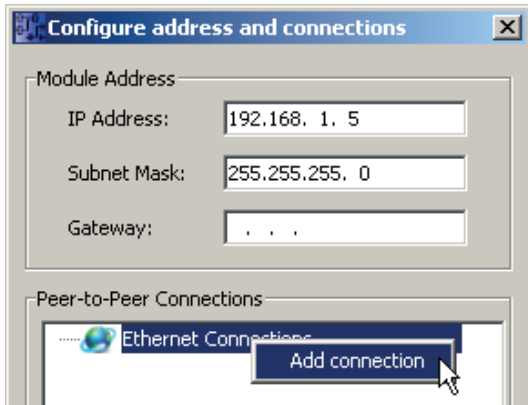 Configure address and connections
Module Address
IP Address: 192.168. 1. 5
Subnet Mask: 255.255.255. 0
Gateway: . . .
Peer-to-Peer Connections
Ethernet Connections
Add connection